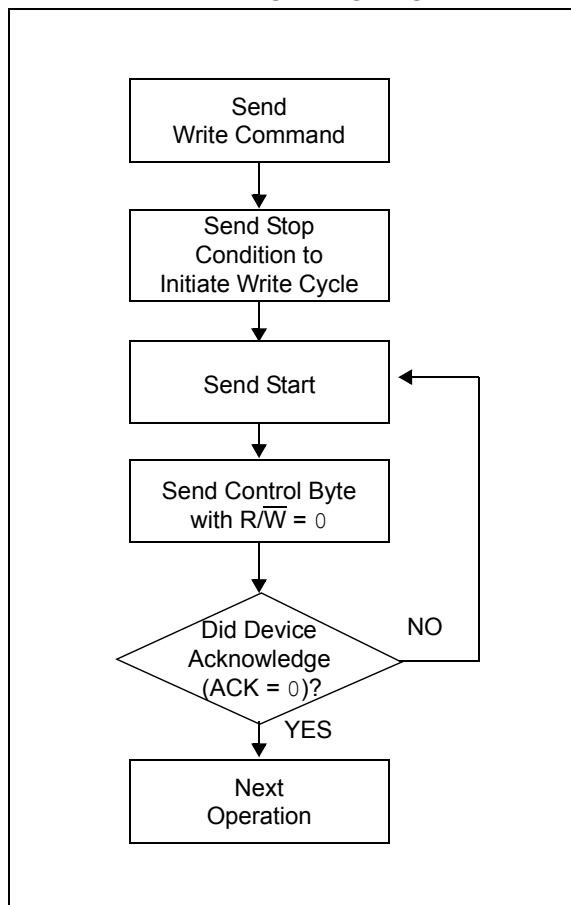 Send
Write Command
Send Stop
Condition to
Initiate Write Cycle
Send Start
Send Control Byte
with R/W̅ = 0
Did Device
Acknowledge
(ACK = 0)?
NO
YES
Next
Operation